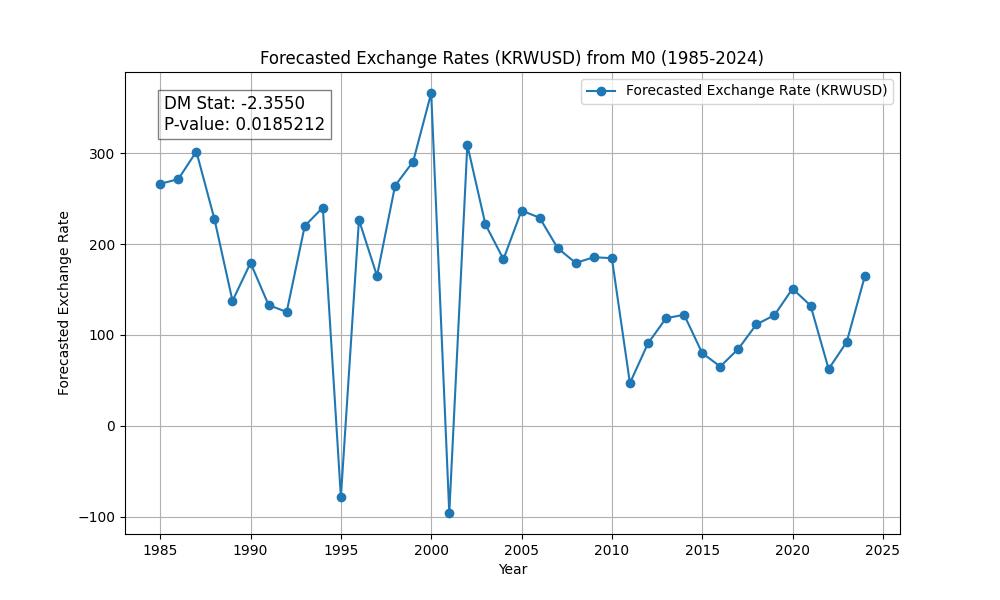 Forecasted Exchange Rates (KRWUSD) from M0 (1985-2024)
DM Stat: -2.3550
P-value: 0.0185212
Forecasted Exchange Rate (KRWUSD)
Forecasted Exchange Rate
300
200
100
0
−100
1985 1990 1995 2000 2005 2010 2015 2020 2025
Year